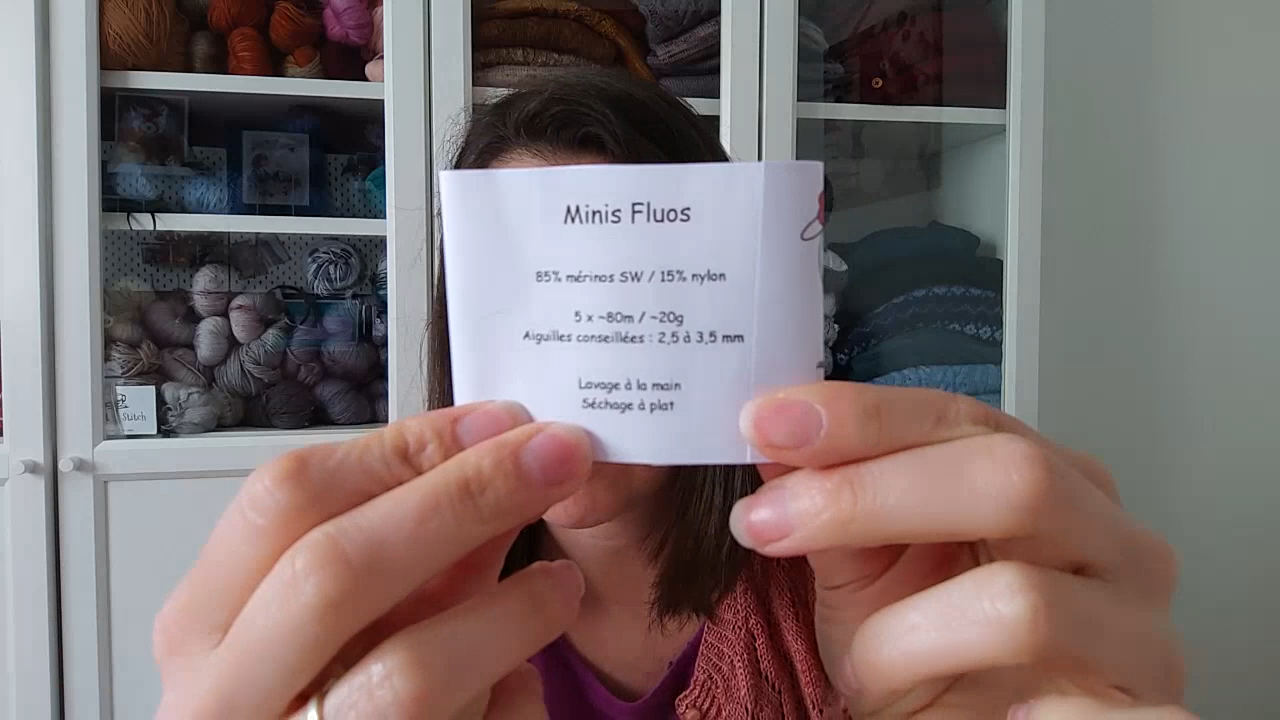 Minis Fluos
85% mérinos SW / 15% nylon
5 x ~80m / ~20g
Aiguilles conseillées : 2,5 à 3,5 mm
Lavage à la main
Séchage à plat
Stitch